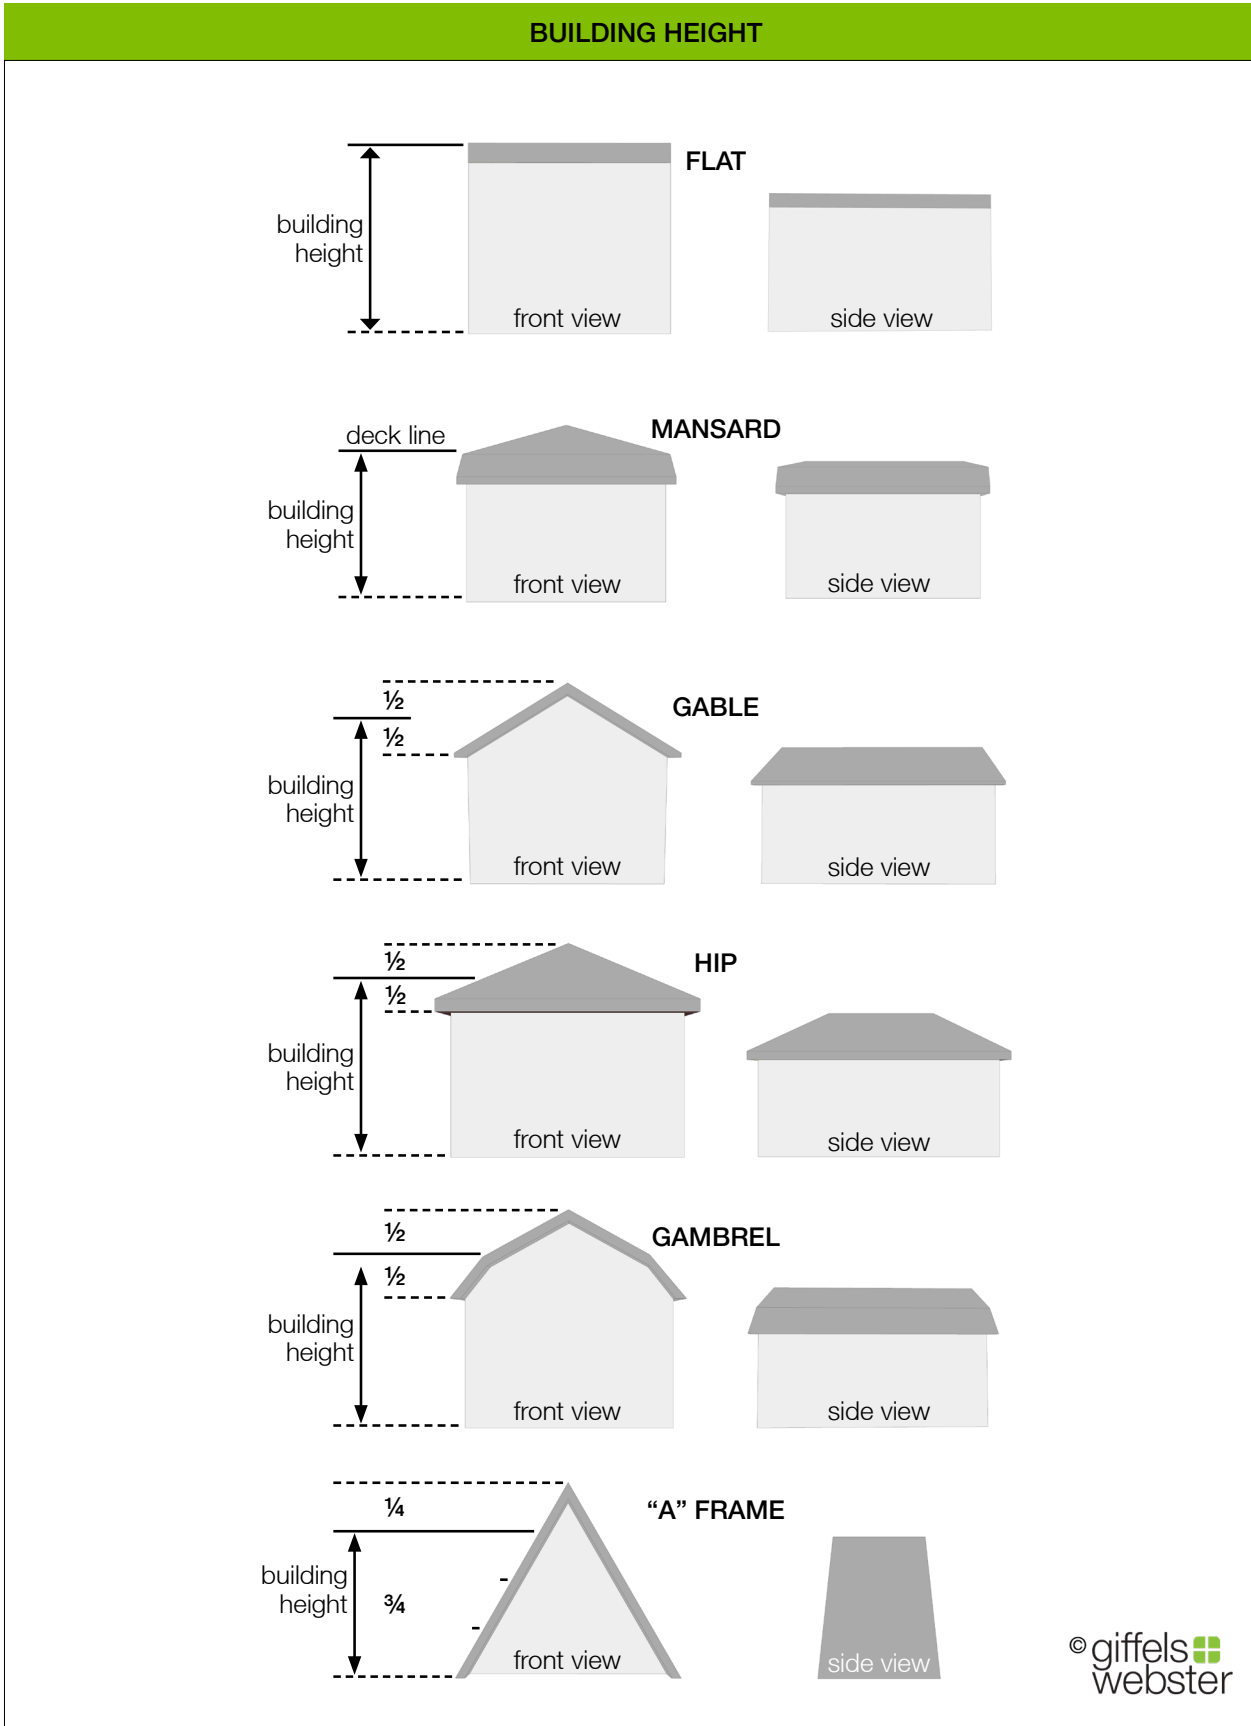 BUILDING HEIGHT
FLAT
building
height
front view
side view
MANSARD
deck line
building
height
front view
side view
½
GABLE
½
building
height
front view
side view
½
HIP
½
building
height
front view
side view
½
GAMBREL
½
building
height
front view
side view
¼
“A” FRAME
building
height
¾
front view
side view
© giffels
webster